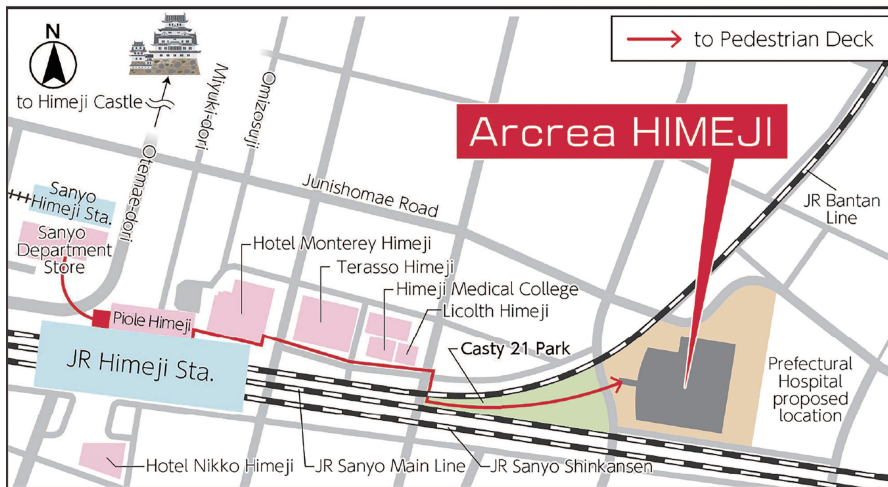 N
to Himeji Castle
Miyuki-dori
Omizosuji
Otemae-dori
to Pedestrian Deck
Arcrea HIMEJI
Junishomae Road
JR Bantan
Line
Sanyo
Himeji Sta.
Sanyo
Department
Store
Hotel Monterey Himeji
Terasso Himeji
Himeji Medical College
Licolth Himeji
Piole Himeji
JR Himeji Sta.
Casty 21 Park
Prefectural
Hospital
proposed
location
Hotel Nikko Himeji
JR Sanyo Main Line
JR Sanyo Shinkansen